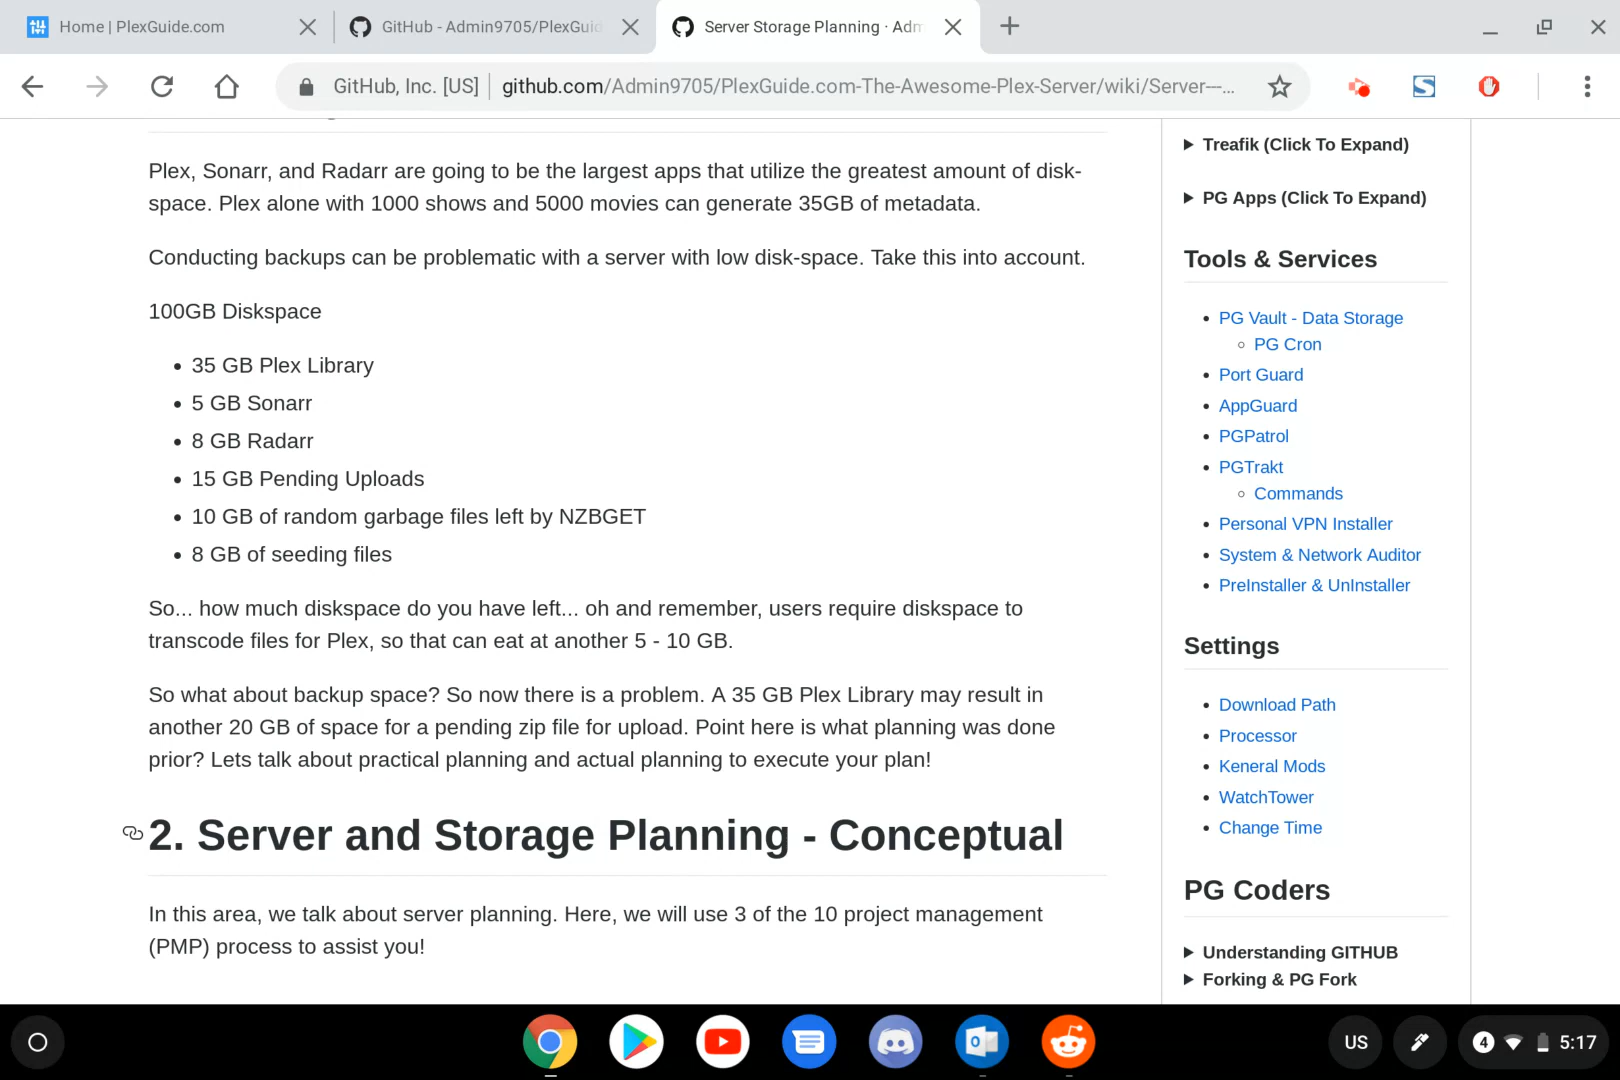 Home | PlexGuide.com
GitHub - Admin9705/PlexGuid
Server Storage Planning · Adm
GitHub, Inc. [US]
github.com/Admin9705/PlexGuide.com-The-Awesome-Plex-Server/wiki/Server---...
Plex, Sonarr, and Radarr are going to be the largest apps that utilize the greatest amount of disk-
space. Plex alone with 1000 shows and 5000 movies can generate 35GB of metadata.
Conducting backups can be problematic with a server with low disk-space. Take this into account.
100GB Diskspace
• 35 GB Plex Library
• 5 GB Sonarr
• 8 GB Radarr
• 15 GB Pending Uploads
• 10 GB of random garbage files left by NZBGET
• 8 GB of seeding files
So... how much diskspace do you have left... oh and remember, users require diskspace to
transcode files for Plex, so that can eat at another 5 - 10 GB.
So what about backup space? So now there is a problem. A 35 GB Plex Library may result in
another 20 GB of space for a pending zip file for upload. Point here is what planning was done
prior? Lets talk about practical planning and actual planning to execute your plan!
2. Server and Storage Planning - Conceptual
In this area, we talk about server planning. Here, we will use 3 of the 10 project management
(PMP) process to assist you!
Treafik (Click To Expand)
PG Apps (Click To Expand)
Tools & Services
• PG Vault - Data Storage
◦ PG Cron
• Port Guard
• AppGuard
• PGPatrol
• PGTrakt
◦ Commands
• Personal VPN Installer
• System & Network Auditor
• PreInstaller & UnInstaller
Settings
• Download Path
• Processor
• Keneral Mods
• WatchTower
• Change Time
PG Coders
Understanding GITHUB
Forking & PG Fork
US
4
5:17